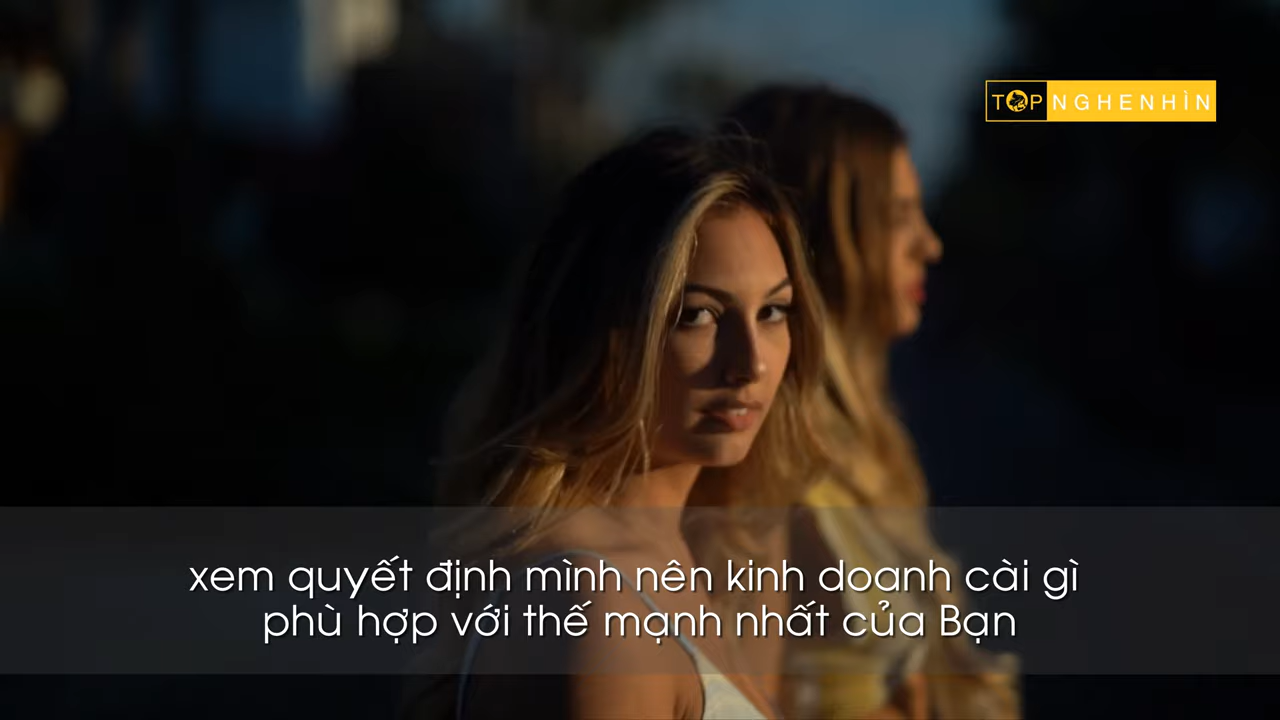 TOP NGHENHÌN
xem quyết định mình nên kinh doanh cài gì
phù hợp với thế mạnh nhất của Bạn